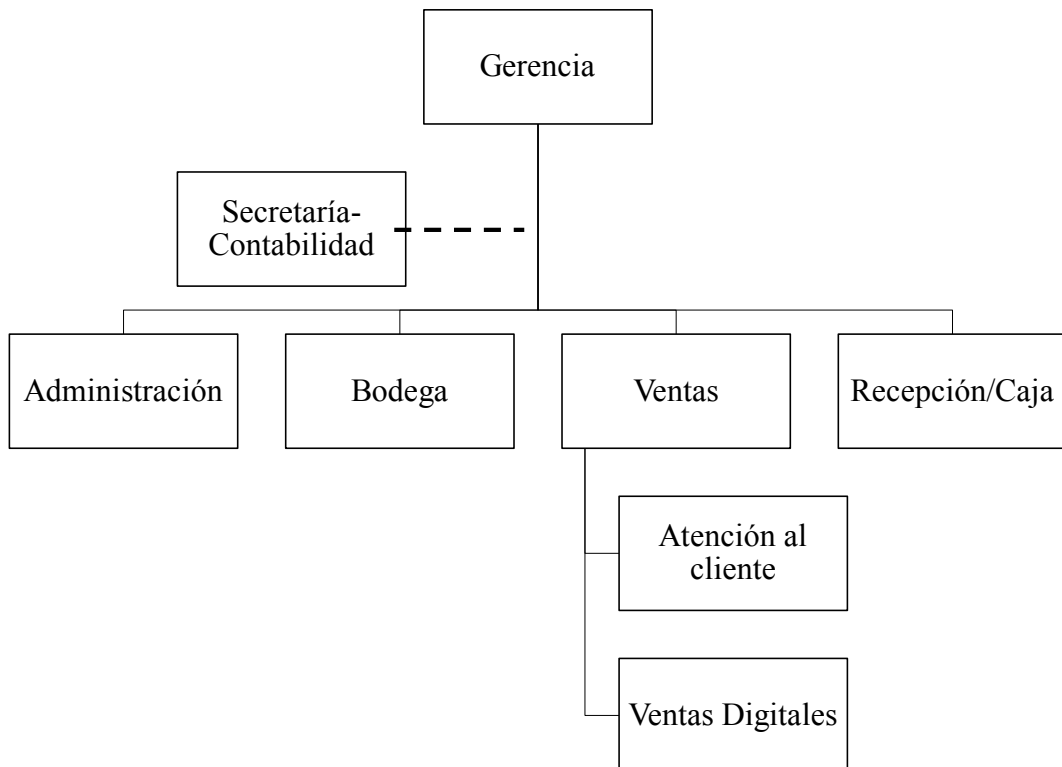 Gerencia
Secretaría-
Contabilidad
Administración
Bodega
Ventas
Recepción/Caja
Atención al
cliente
Ventas Digitales